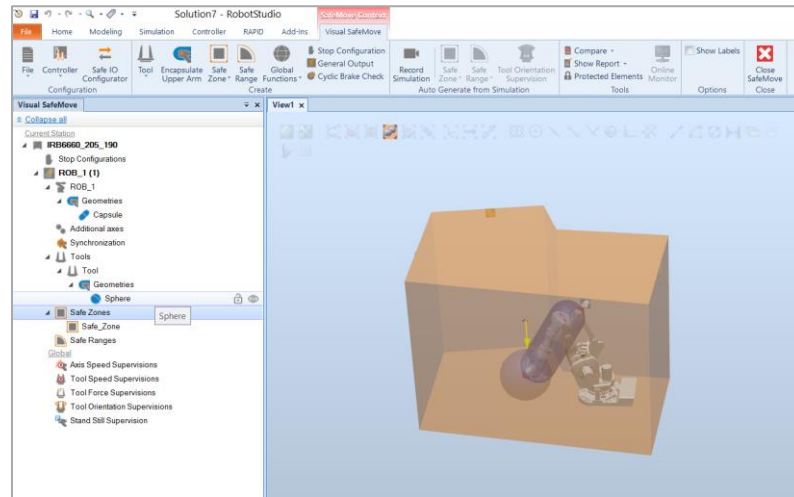 Solution7 - RobotStudio
SafeMove Context
File Home Modeling Simulation Controller RAPID Add-Ins Visual SafeMove
File
Controller
Safe IO
Configurator
Configuration
Tool
Encapsulate
Upper Arm
Safe
Zone
Safe
Range
Global
Functions
Stop Configuration
General Output
Cyclic Brake Check
Create
Record
Simulation
Safe
Zone
Safe
Range
Tool Orientation
Supervision
Auto Generate from Simulation
Compare
Show Report
Protected Elements
Online
Monitor
Tools
Show Labels
Options
Close
SafeMove
Close
Visual SafeMove
View1
Collapse all
Current Station
IRB6660_205_190
Stop Configurations
ROB_1 (1)
ROB_1
Geometries
Capsule
Additional axes
Synchronization
Tools
Tool
Geometries
Sphere
Safe Zones
Sphere
Safe_Zone
Safe Ranges
Global
Axis Speed Supervisions
Tool Speed Supervisions
Tool Force Supervisions
Tool Orientation Supervisions
Stand Still Supervision